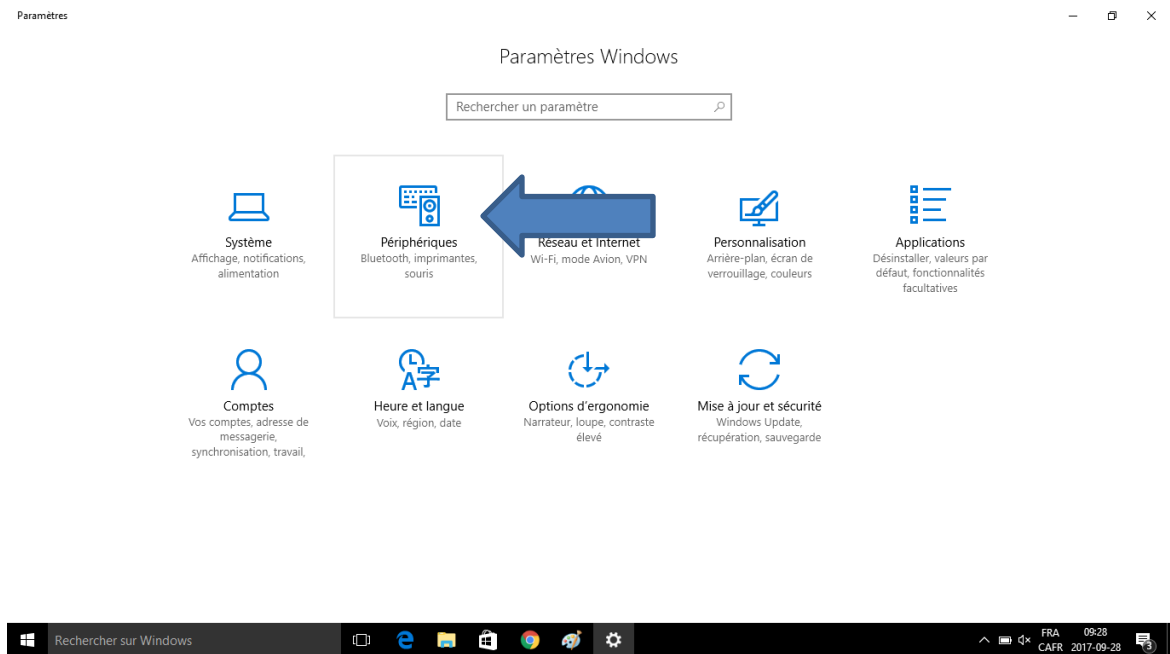 Paramètres
Paramètres Windows
Rechercher un paramètre
Système
Affichage, notifications,
alimentation
Périphériques
Bluetooth, imprimantes,
souris
Réseau et Internet
Wi-Fi, mode Avion, VPN
Personnalisation
Arrière-plan, écran de
verrouillage, couleurs
Applications
Désinstaller, valeurs par
défaut, fonctionnalités
facultatives
Comptes
Vos comptes, adresse de
messagerie,
synchronisation, travail,
Heure et langue
Voix, région, date
Options d'ergonomie
Narrateur, loupe, contraste
élevé
Mise à jour et sécurité
Windows Update,
récupération, sauvegarde
Rechercher sur Windows
FRA 09:28
CAFR 2017-09-28
3